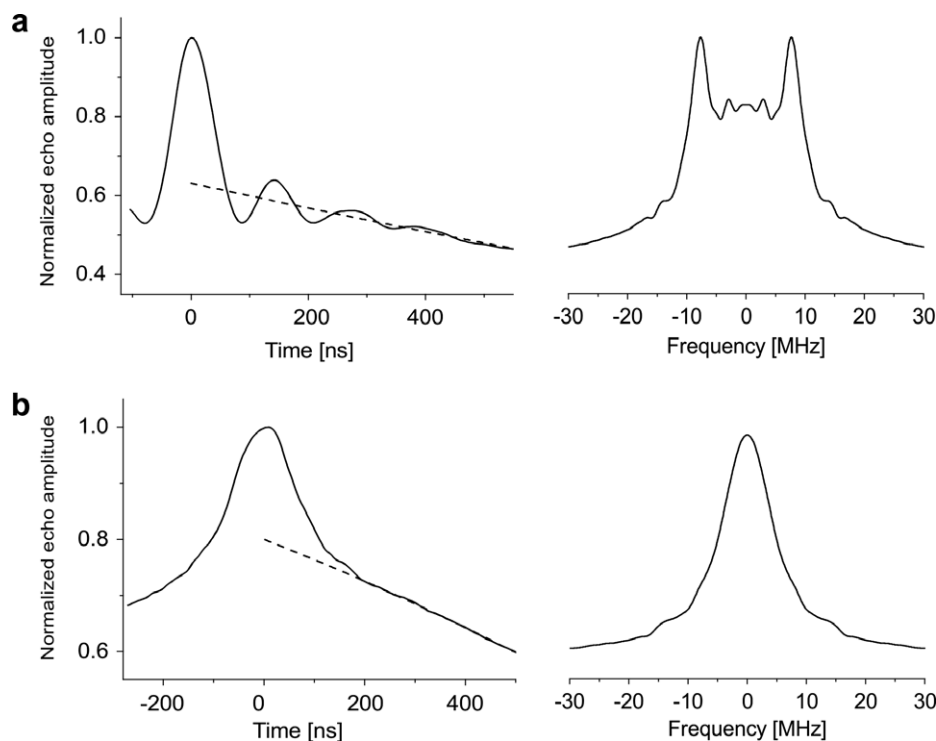 a
Normalized echo amplitude
1.0
0.8
0.6
0.4
0 200 400
Time [ns]
-30 -20 -10 0 10 20 30
Frequency [MHz]
b
Normalized echo amplitude
1.0
0.8
0.6
-200 0 200 400
Time [ns]
-30 -20 -10 0 10 20 30
Frequency [MHz]